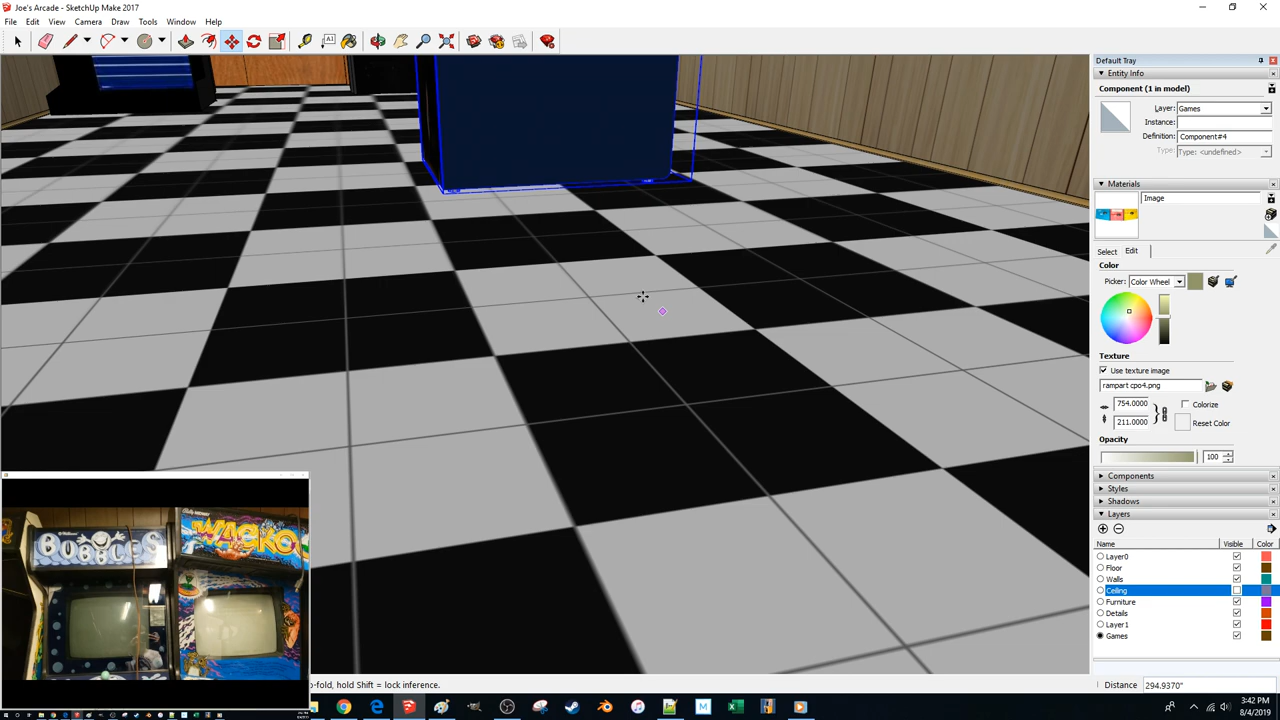 Joe's Arcade - SketchUp Make 2017
File Edit View Camera Draw Tools Window Help
Default Tray
Entity Info
Component (1 in model)
Layer: Games
Instance:
Definition: Component#4
Type: Type: <undefined>
Materials
Image
Select Edit
Color
Picker: Color Wheel
Texture
Use texture image
rampart cpo4.png
754.0000 Colorize
211.0000 Reset Color
Opacity
100
Components
Styles
Shadows
Layers
Name Visible Color
Layer0
Floor
Walls
Ceiling
Furniture
Details
Layer1
Games
BUBBLES
WACKO
o-fold, hold Shift = lock inference.
Distance 294.9370"
3:42 PM
8/4/2019